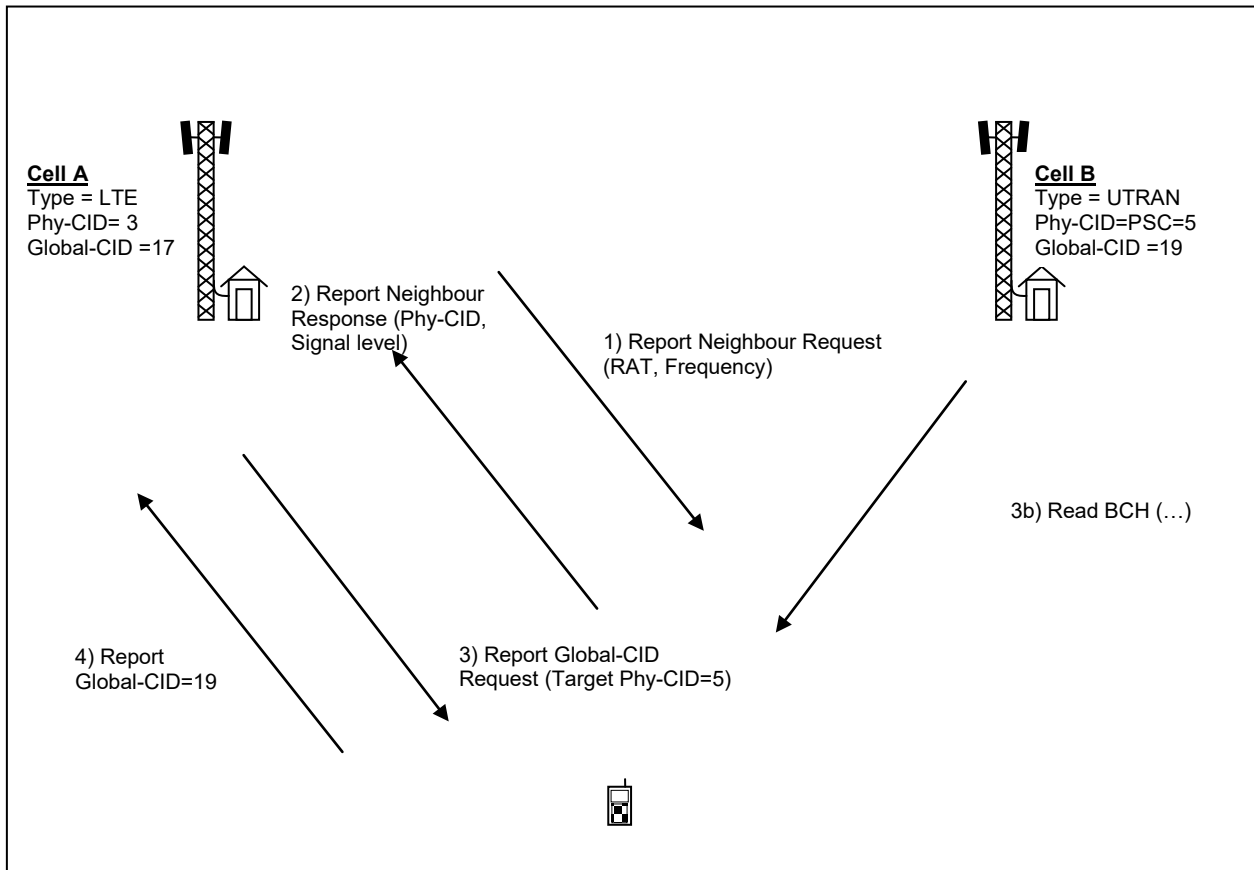 Cell A
Type = LTE
Phy-CID= 3
Global-CID =17
Cell B
Type = UTRAN
Phy-CID=PSC=5
Global-CID =19
2) Report Neighbour
Response (Phy-CID,
Signal level)
1) Report Neighbour Request
(RAT, Frequency)
3b) Read BCH (…)
4) Report
Global-CID=19
3) Report Global-CID
Request (Target Phy-CID=5)